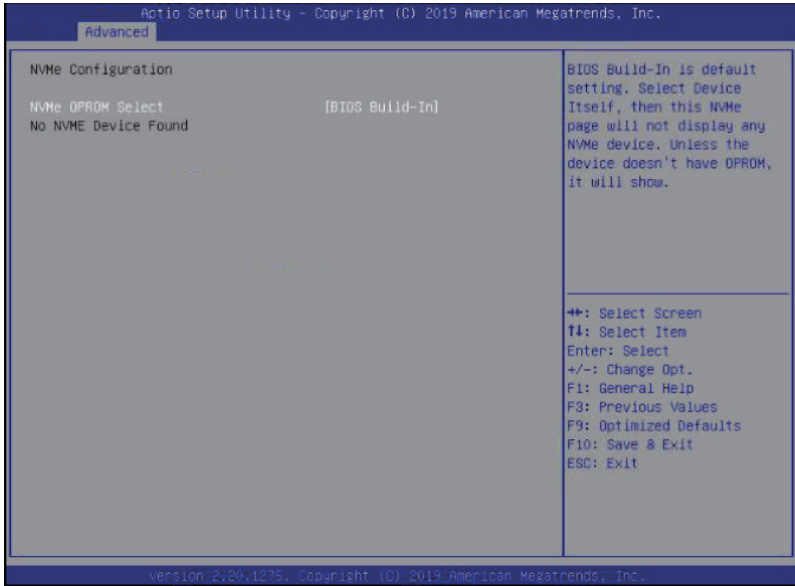 Aptio Setup Utility - Copyright (C) 2019 American Megatrends, Inc.
Advanced
NVMe Configuration
NVMe OPROM Select [BIOS Build-In]
No NVME Device Found
BIOS Build-In is default
setting. Select Device
Itself, then this NVMe
page will not display any
NVMe device. Unless the
device doesn't have OPROM,
it will show.
→←: Select Screen
↑↓: Select Item
Enter: Select
+/-: Change Opt.
F1: General Help
F3: Previous Values
F9: Optimized Defaults
F10: Save & Exit
ESC: Exit
Version 2.20.1275. Copyright (C) 2019 American Megatrends, Inc.